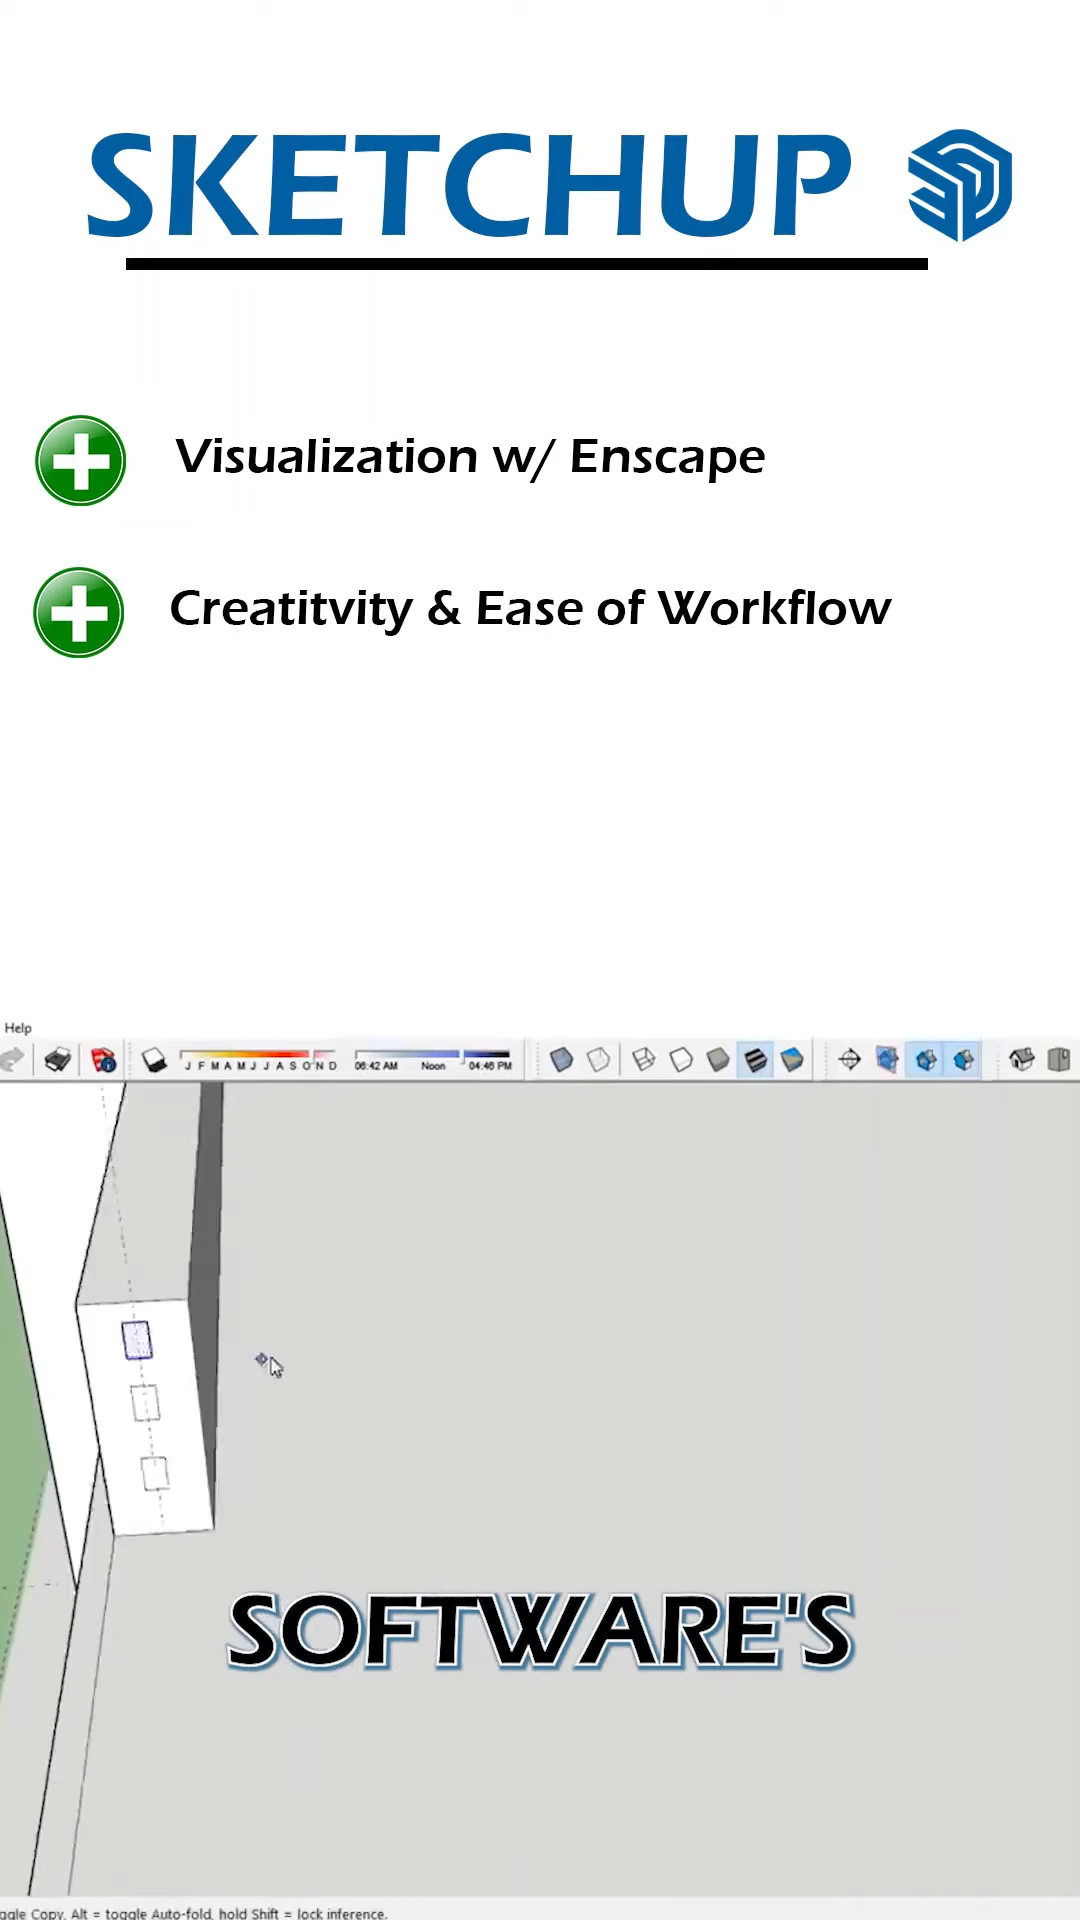 SKETCHUP
Visualization w/ Enscape
Creatitvity & Ease of Workflow
Help
J F M A M J J A S O N D
06:42 AM Noon 04:46 PM
SOFTWARE'S
ggle Copy, Alt = toggle Auto-fold, hold Shift = lock inference.